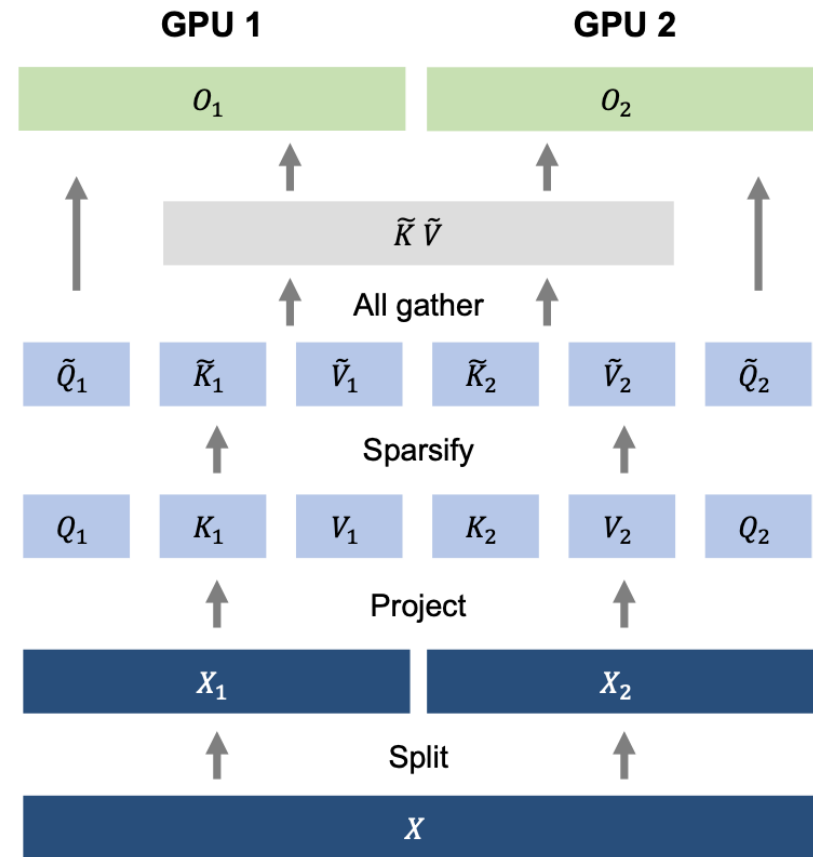 GPU 1 GPU 2
O₁ O₂
K̃ Ṽ
All gather
Q̃₁ K̃₁ Ṽ₁ K̃₂ Ṽ₂ Q̃₂
Sparsify
Q₁ K₁ V₁ K₂ V₂ Q₂
Project
X₁ X₂
Split
X